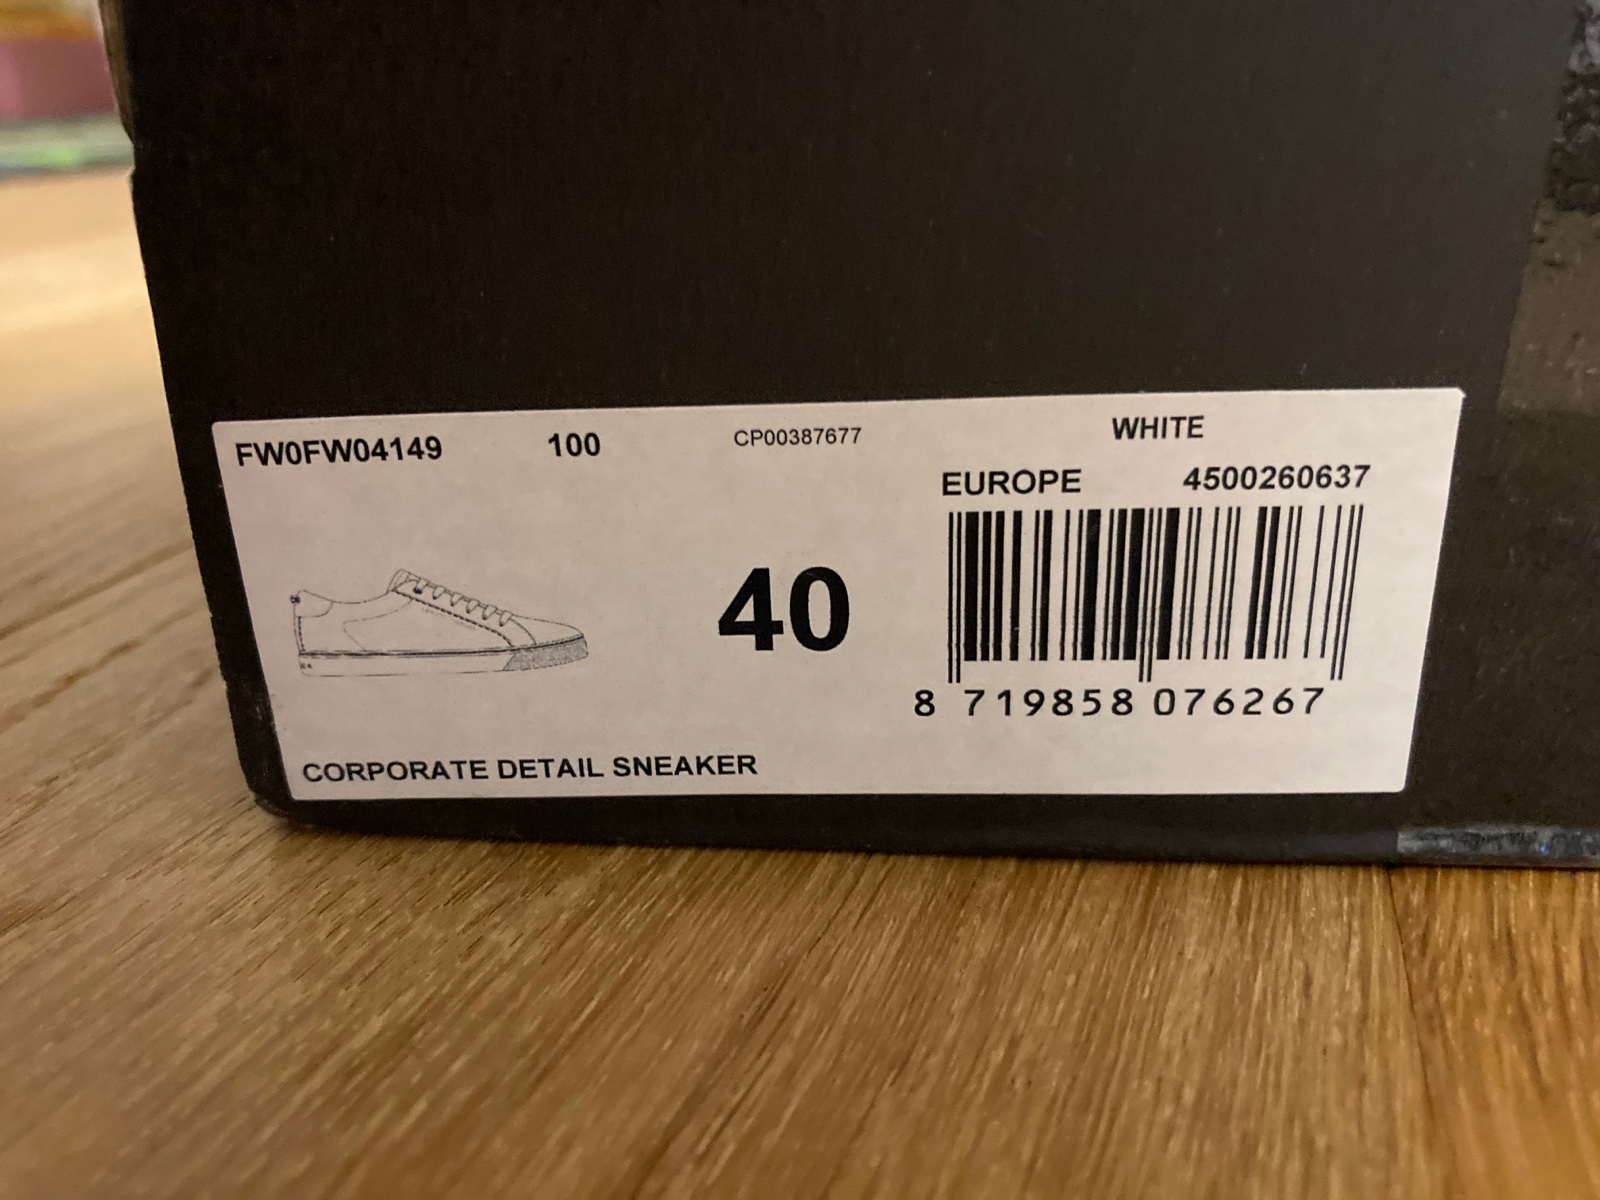 FW0FW04149 100 CP00387677 WHITE
EUROPE 4500260637
40
8 719858 076267
CORPORATE DETAIL SNEAKER